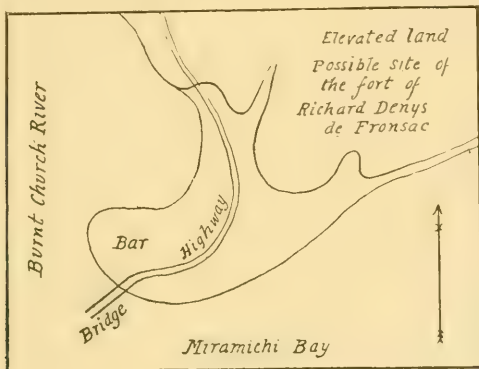 Elevated land
Possible site of
the fort of
Richard Denys
de Fronsac
Burnt Church River
Bar
Highway
Bridge
Miramichi Bay